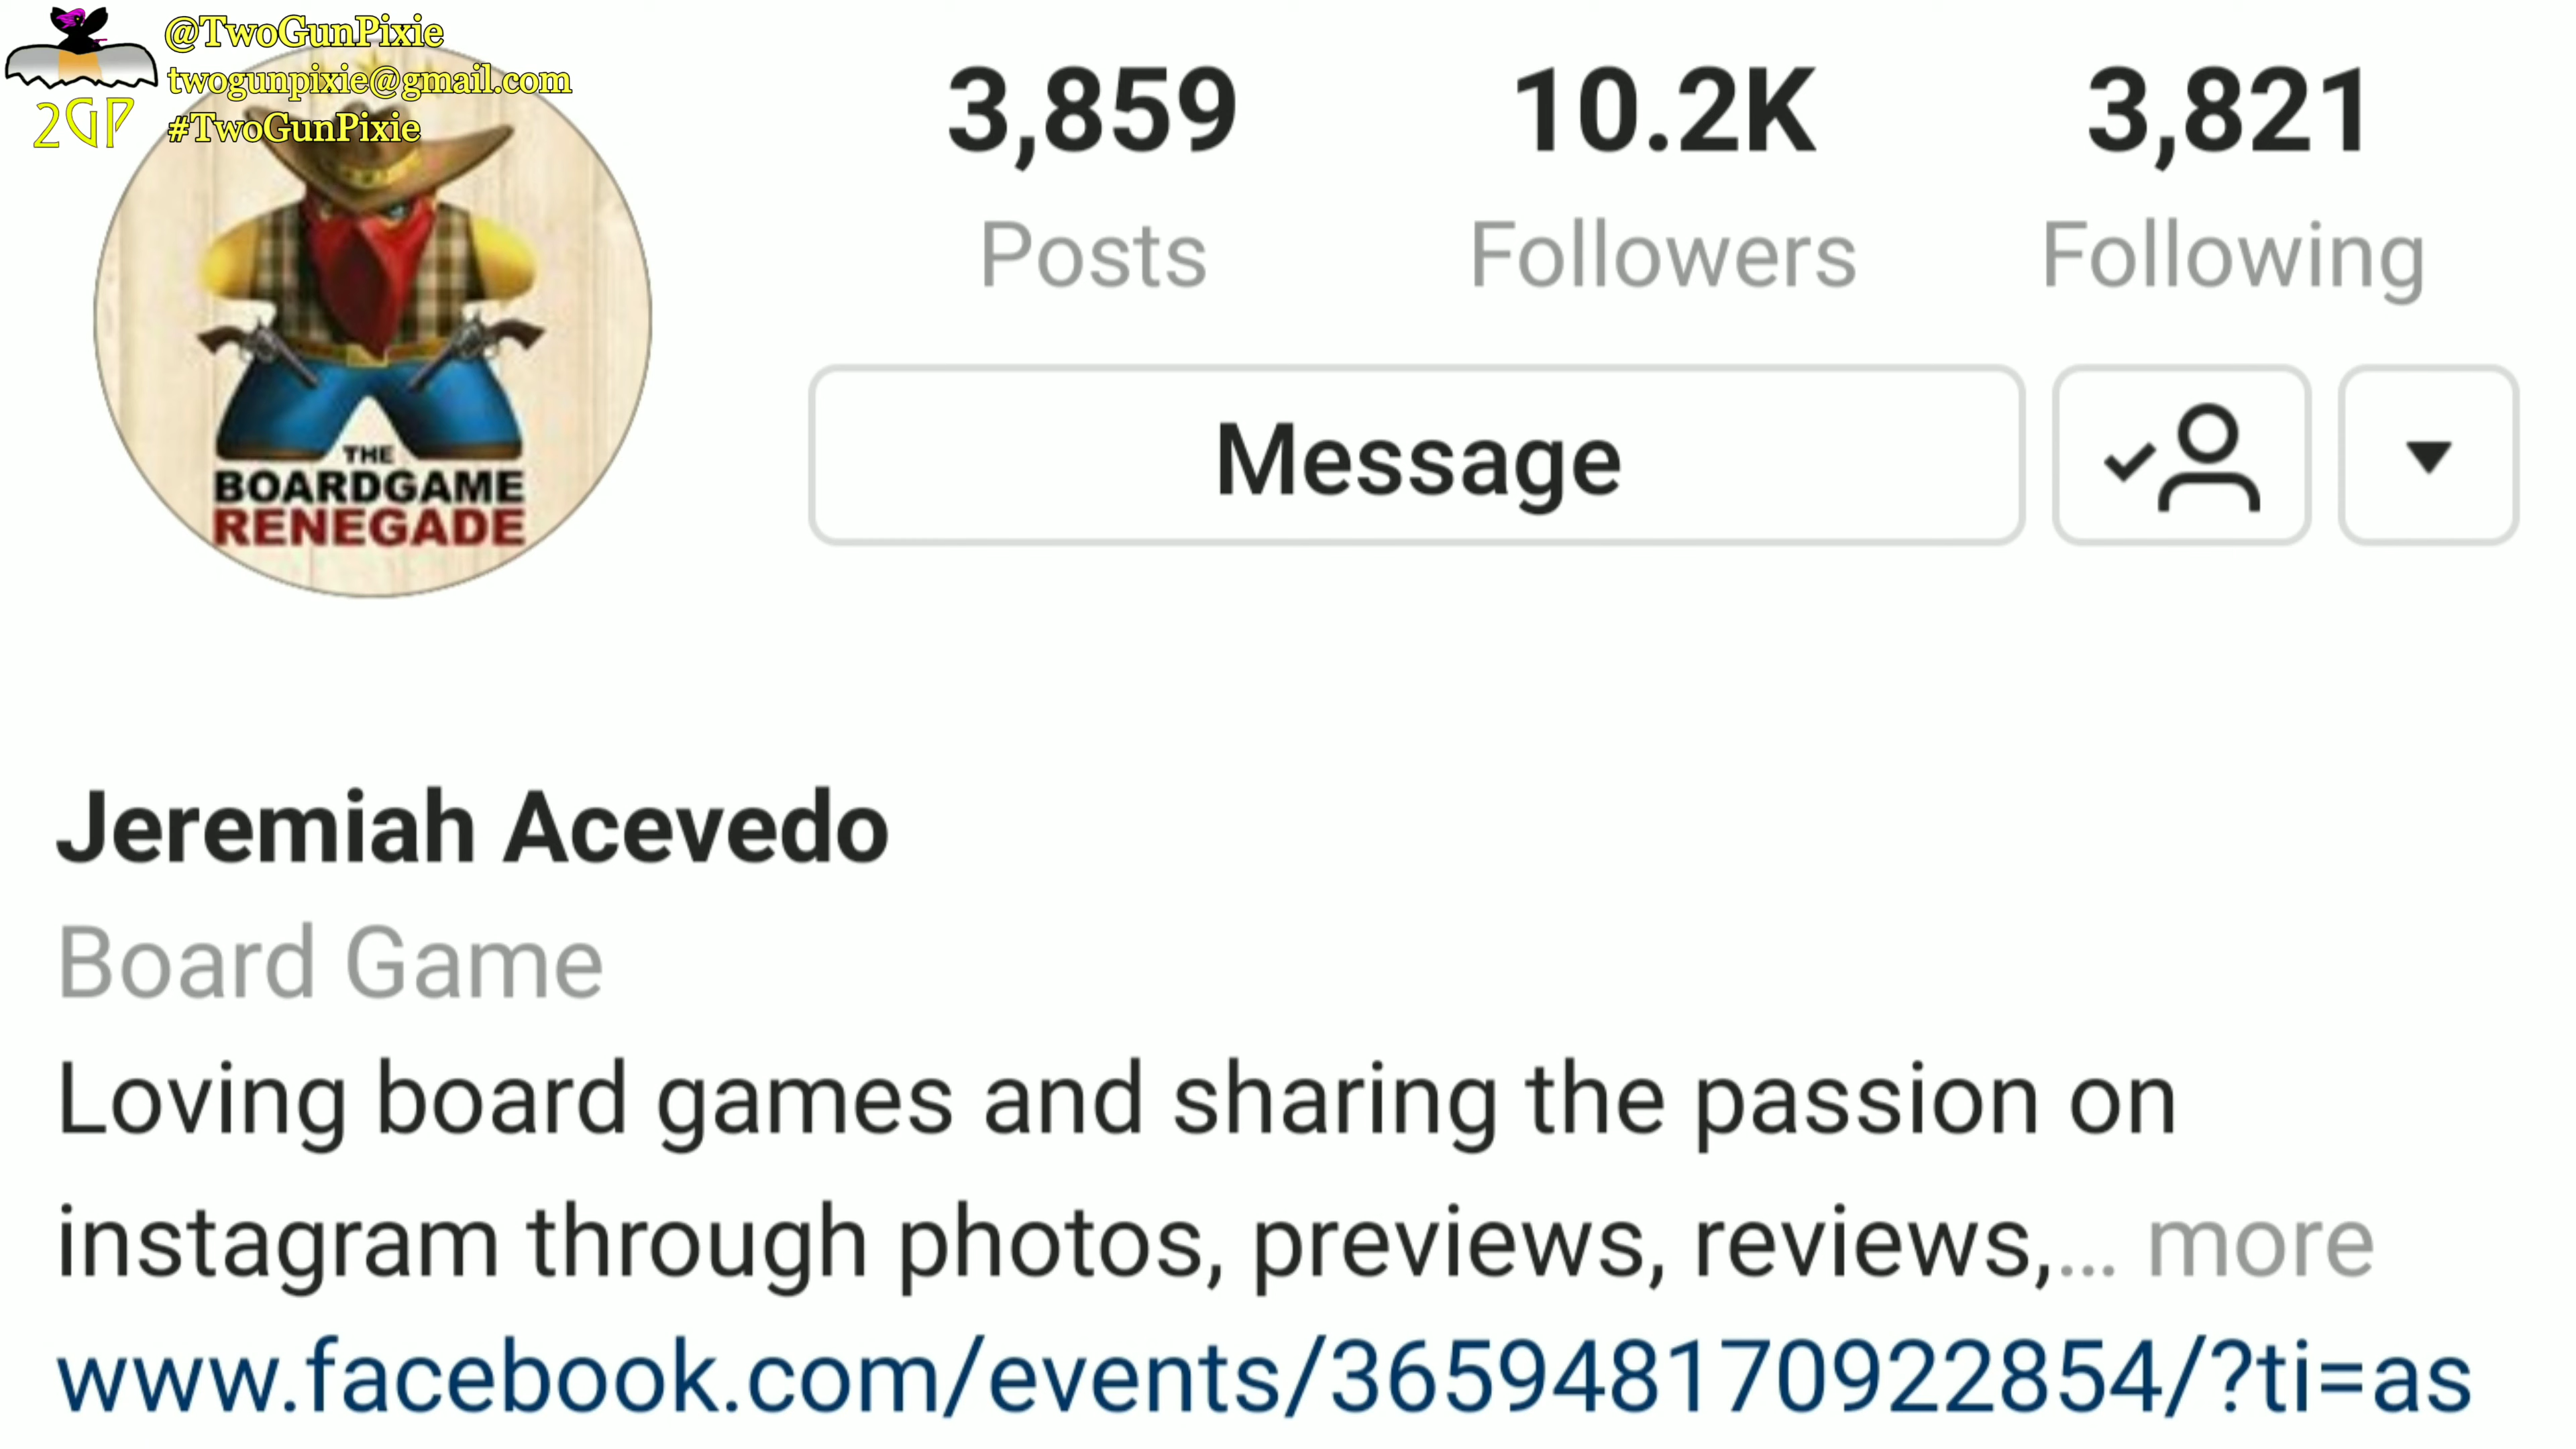 @TwoGunPixie
twogunpixie@gmail.com
#TwoGunPixie
2GP
THE
BOARDGAME
RENEGADE
3,859 10.2K 3,821
Posts Followers Following
Message
Jeremiah Acevedo
Board Game
Loving board games and sharing the passion on
instagram through photos, previews, reviews,... more
www.facebook.com/events/365948170922854/?ti=as